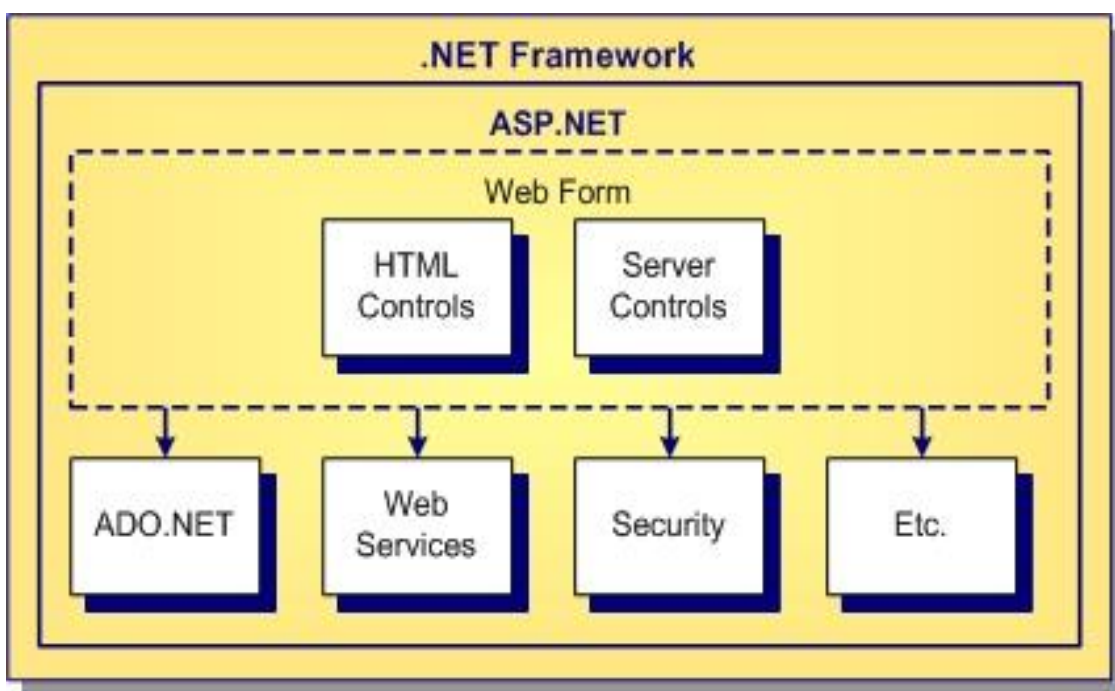 .NET Framework
ASP.NET
Web Form
HTML
Controls
Server
Controls
ADO.NET
Web
Services
Security
Etc.